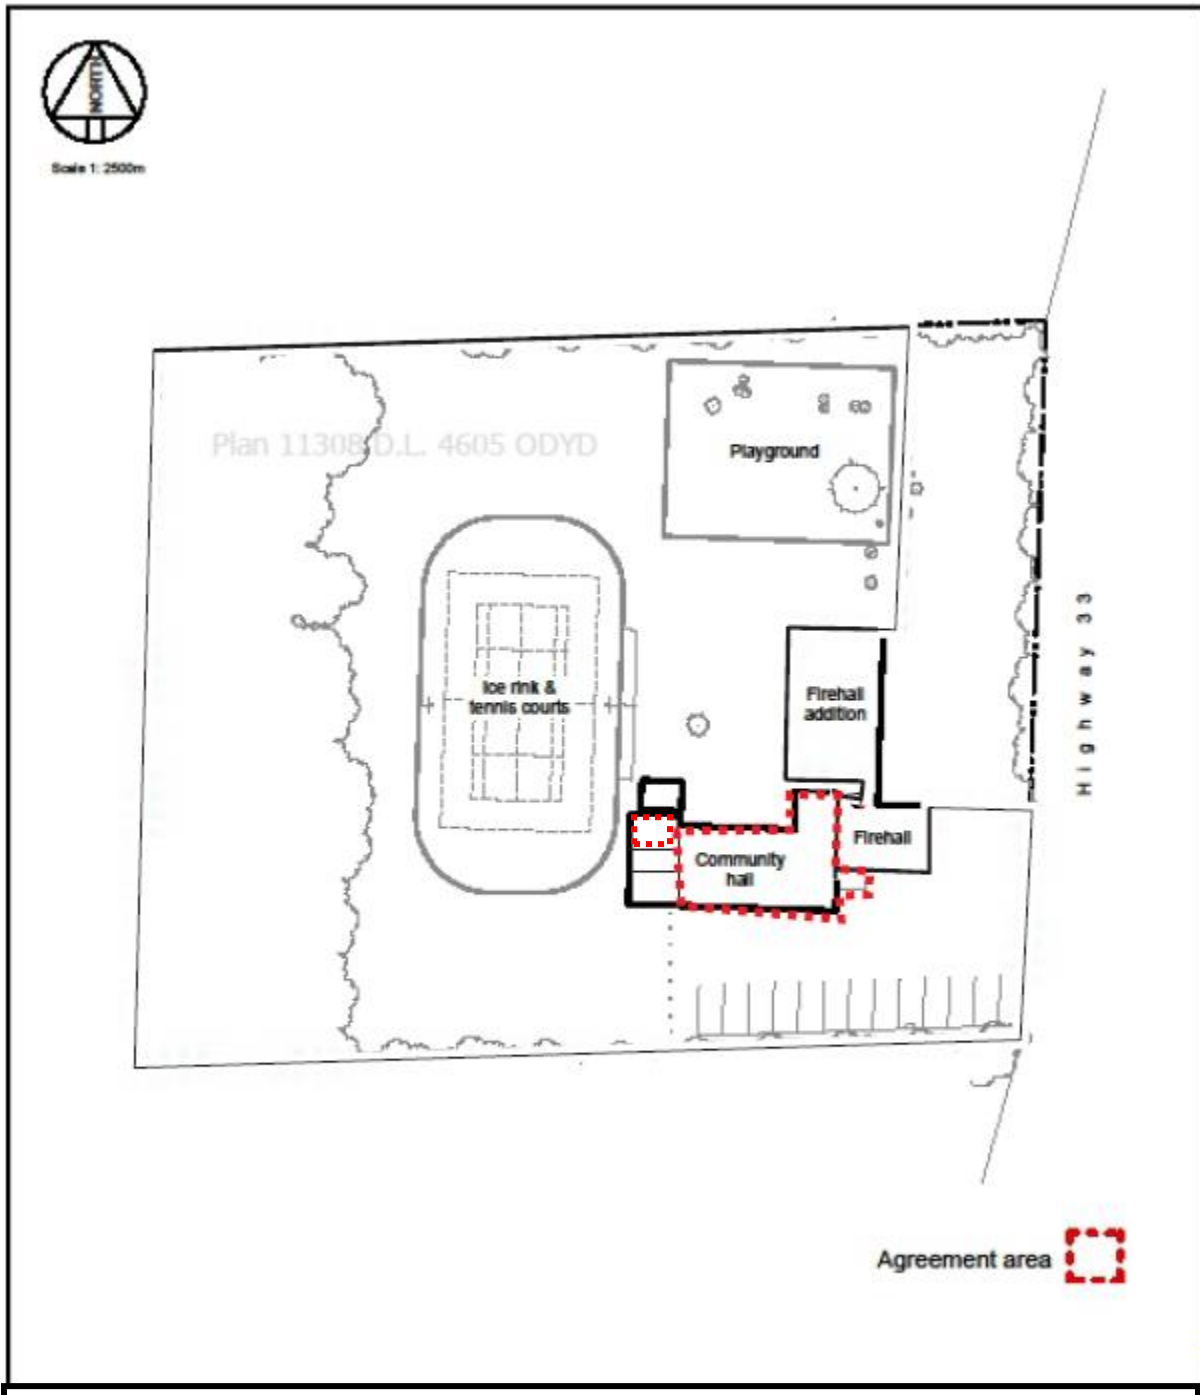 NORTH
Scale 1: 2500m
Plan 11308 D.L. 4605 ODYD
Playground
Ice rink &
tennis courts
Firehall
addition
Highway 33
Firehall
Community
hall
Agreement area